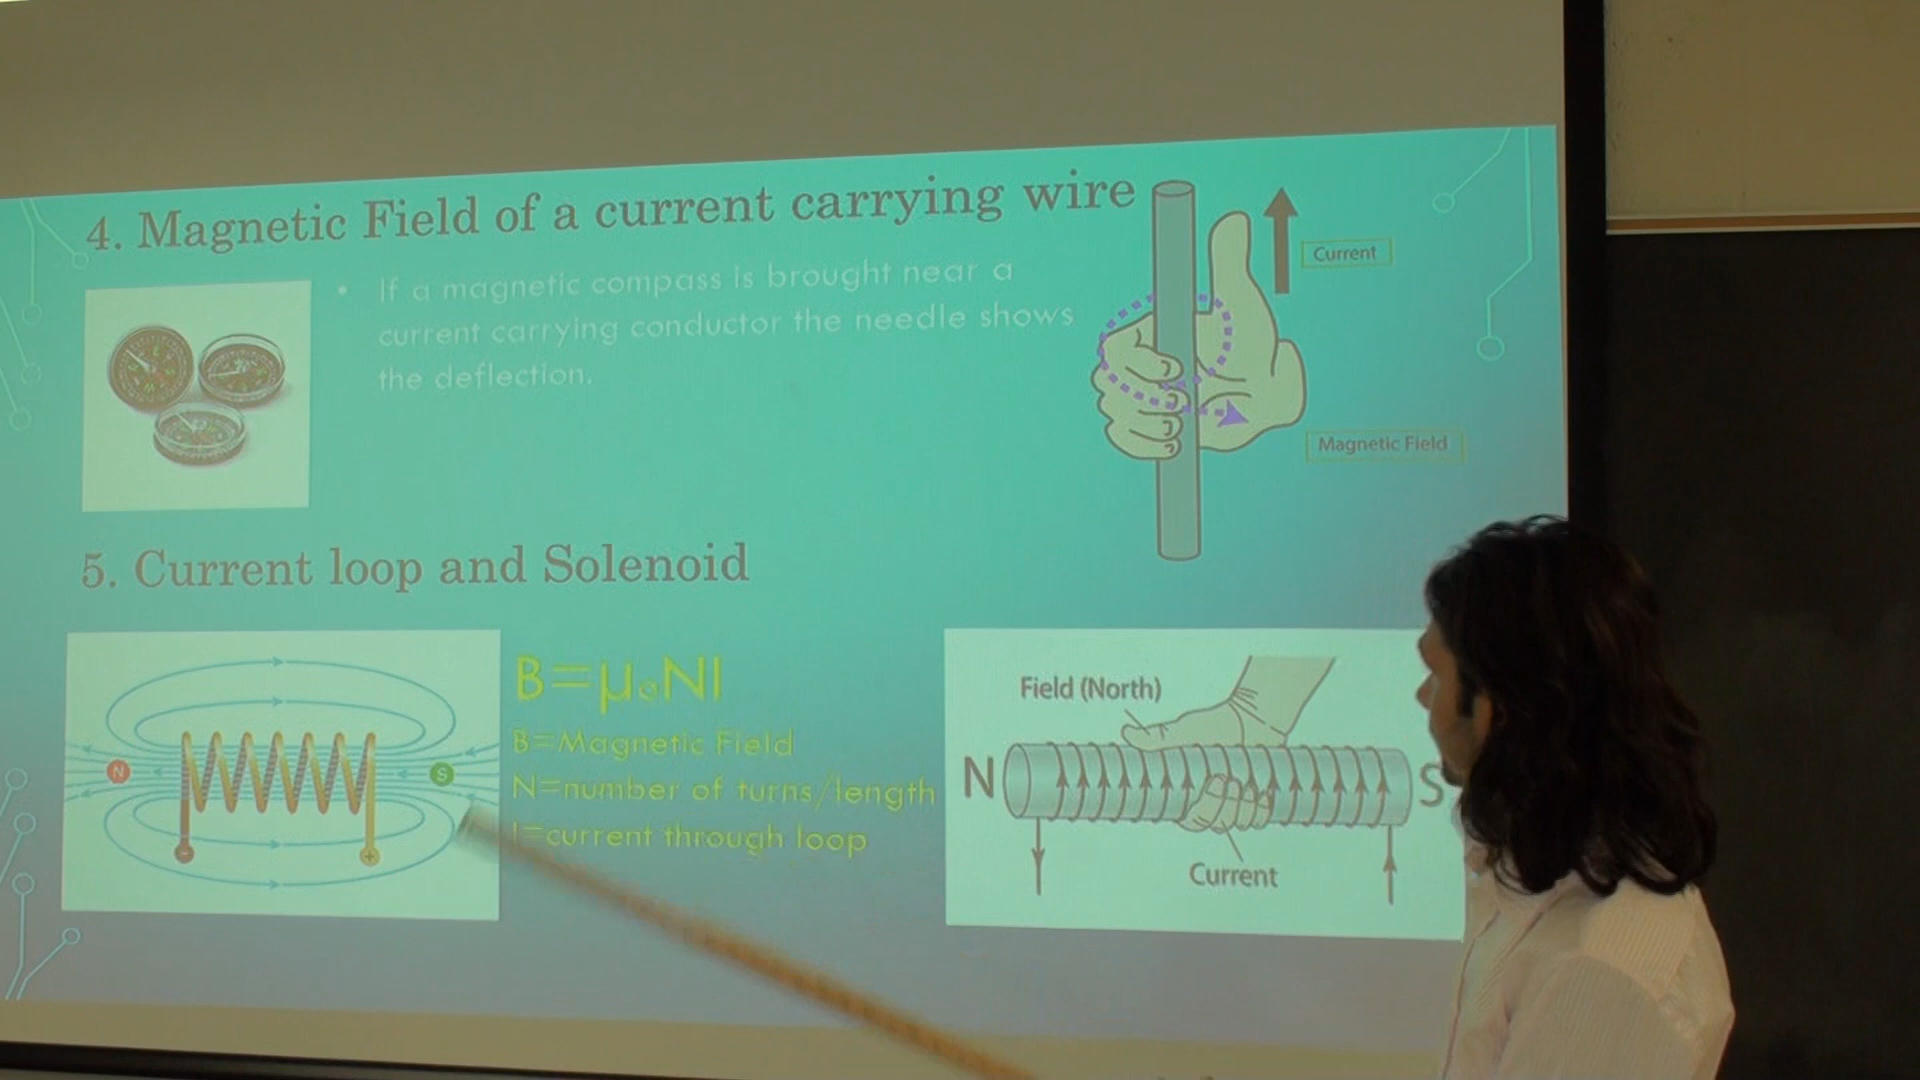 4. Magnetic Field of a current carrying wire
• If a magnetic compass is brought near a
current carrying conductor the needle shows
the deflection.
Current
Magnetic Field
5. Current loop and Solenoid
N
S
-
+
B=μ₀NI
B=Magnetic Field
N=number of turns/length
I=current through loop
Field (North)
N
S
Current